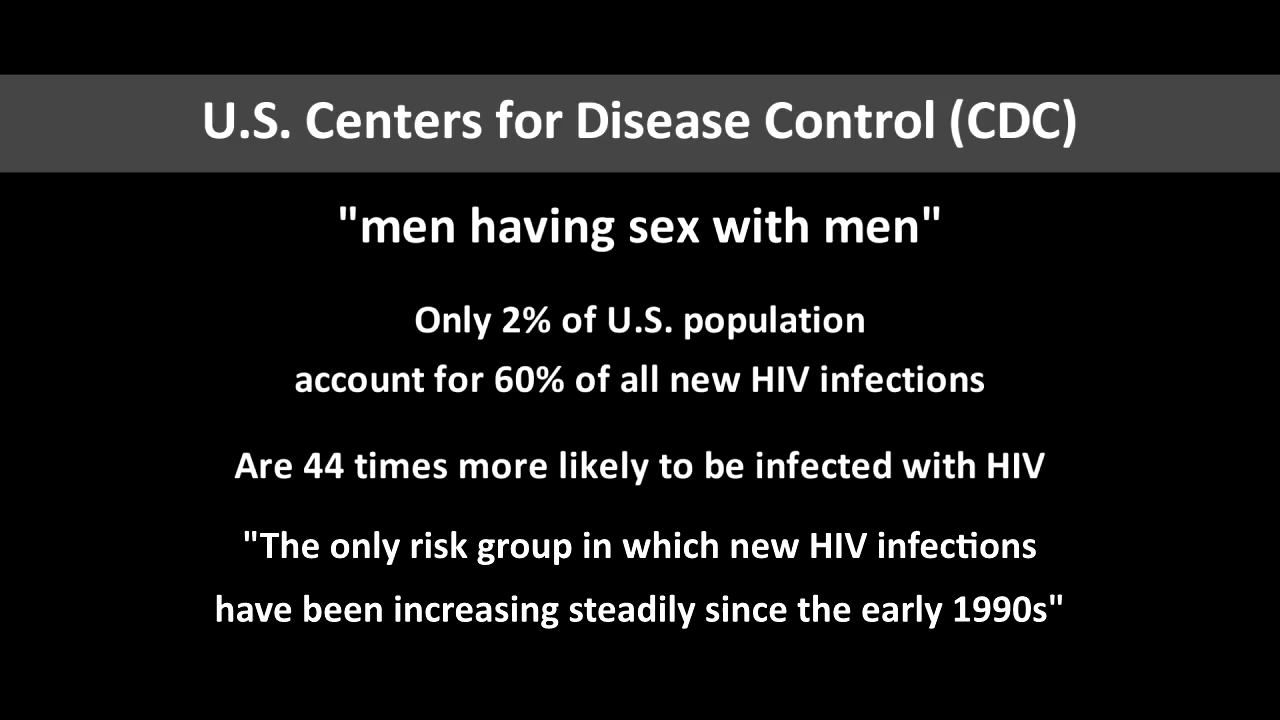 U.S. Centers for Disease Control (CDC)
"men having sex with men"
Only 2% of U.S. population
account for 60% of all new HIV infections
Are 44 times more likely to be infected with HIV
"The only risk group in which new HIV infections
have been increasing steadily since the early 1990s"